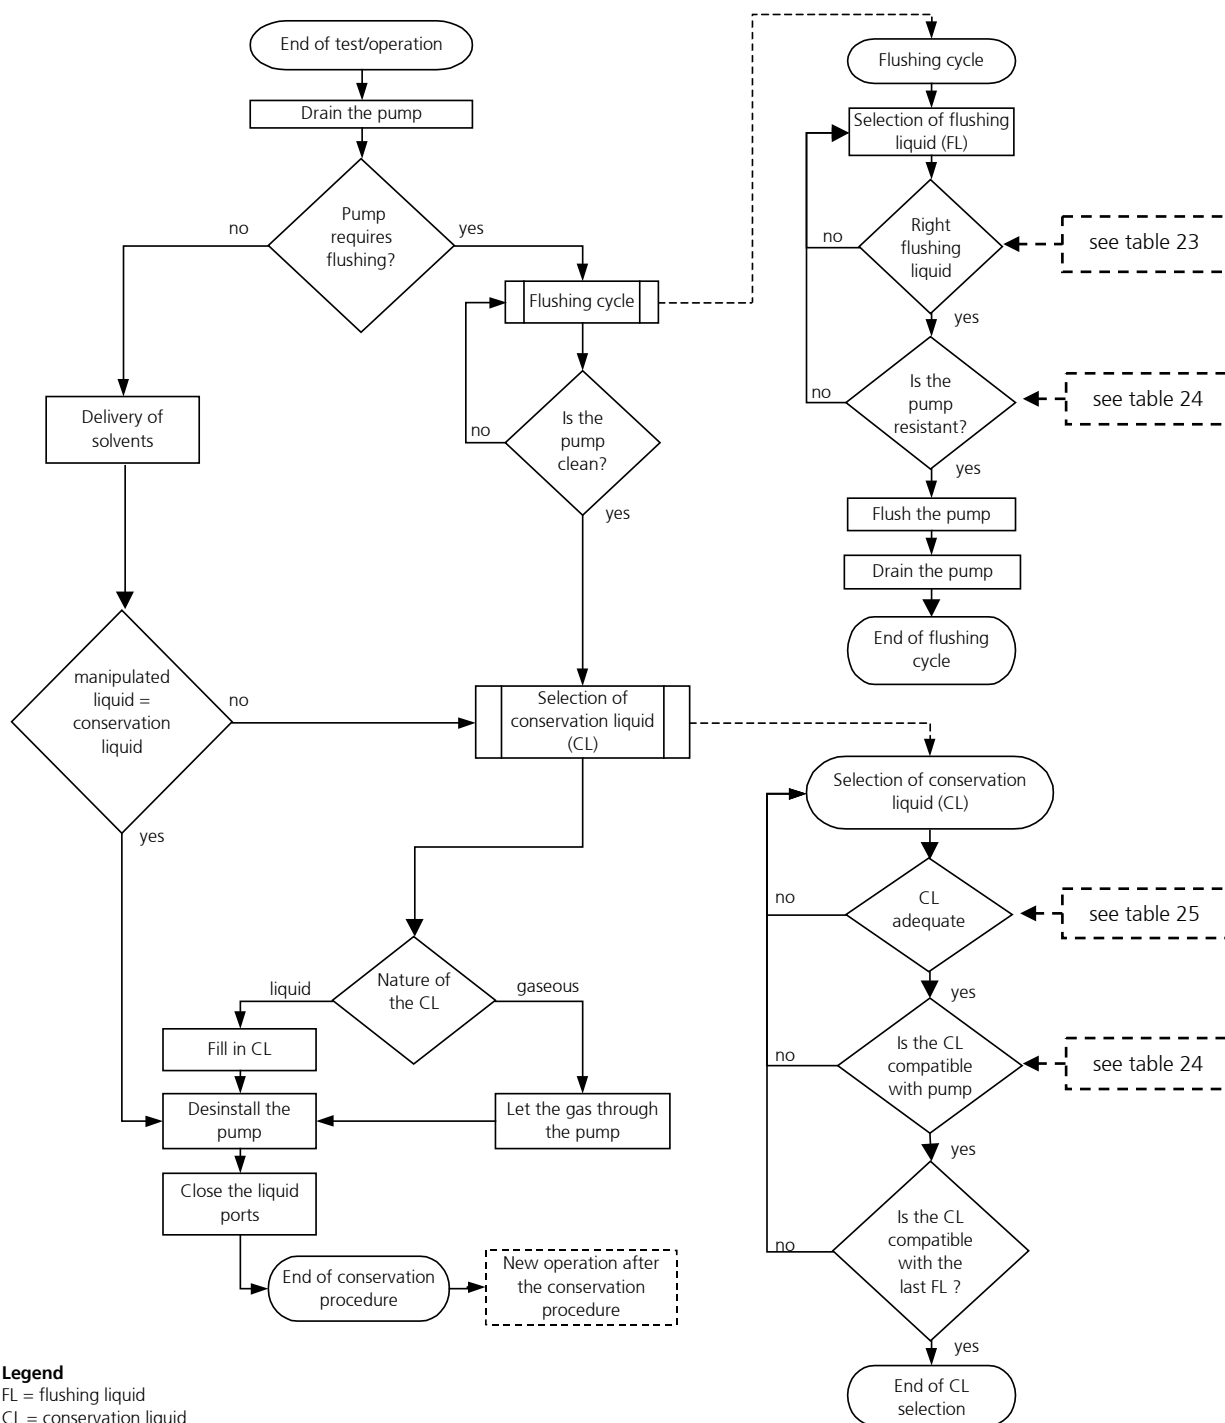 End of test/operation
Drain the pump
Pump
requires
flushing?
no
yes
Flushing cycle
Is the
pump
clean?
no
yes
Delivery of
solvents
manipulated
liquid =
conservation
liquid
no
yes
Selection of
conservation liquid
(CL)
Nature of
the CL
liquid
gaseous
Fill in CL
Desinstall the
pump
Let the gas through
the pump
Close the liquid
ports
End of conservation
procedure
New operation after
the conservation
procedure
Flushing cycle
Selection of flushing
liquid (FL)
Right
flushing
liquid
no
see table 23
yes
Is the
pump
resistant?
no
see table 24
yes
Flush the pump
Drain the pump
End of flushing
cycle
Selection of conservation
liquid (CL)
CL
adequate
no
see table 25
yes
Is the CL
compatible
with pump
no
see table 24
yes
Is the CL
compatible
with the
last FL ?
no
yes
End of CL
selection
Legend
FL = flushing liquid
CL = conservation liquid